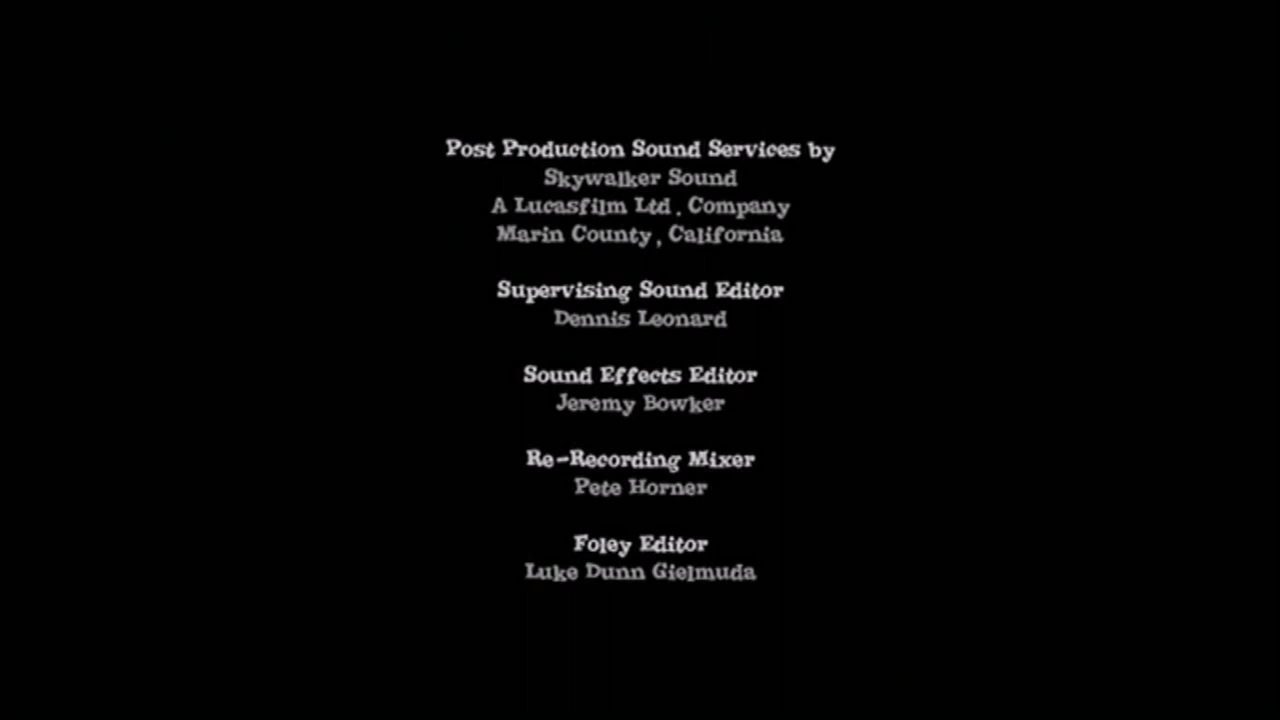 Post Production Sound Services by
Skywalker Sound
A Lucasfilm Ltd. Company
Marin County, California
Supervising Sound Editor
Dennis Leonard
Sound Effects Editor
Jeremy Bowker
Re-Recording Mixer
Pete Horner
Foley Editor
Luke Dunn Gielmuda